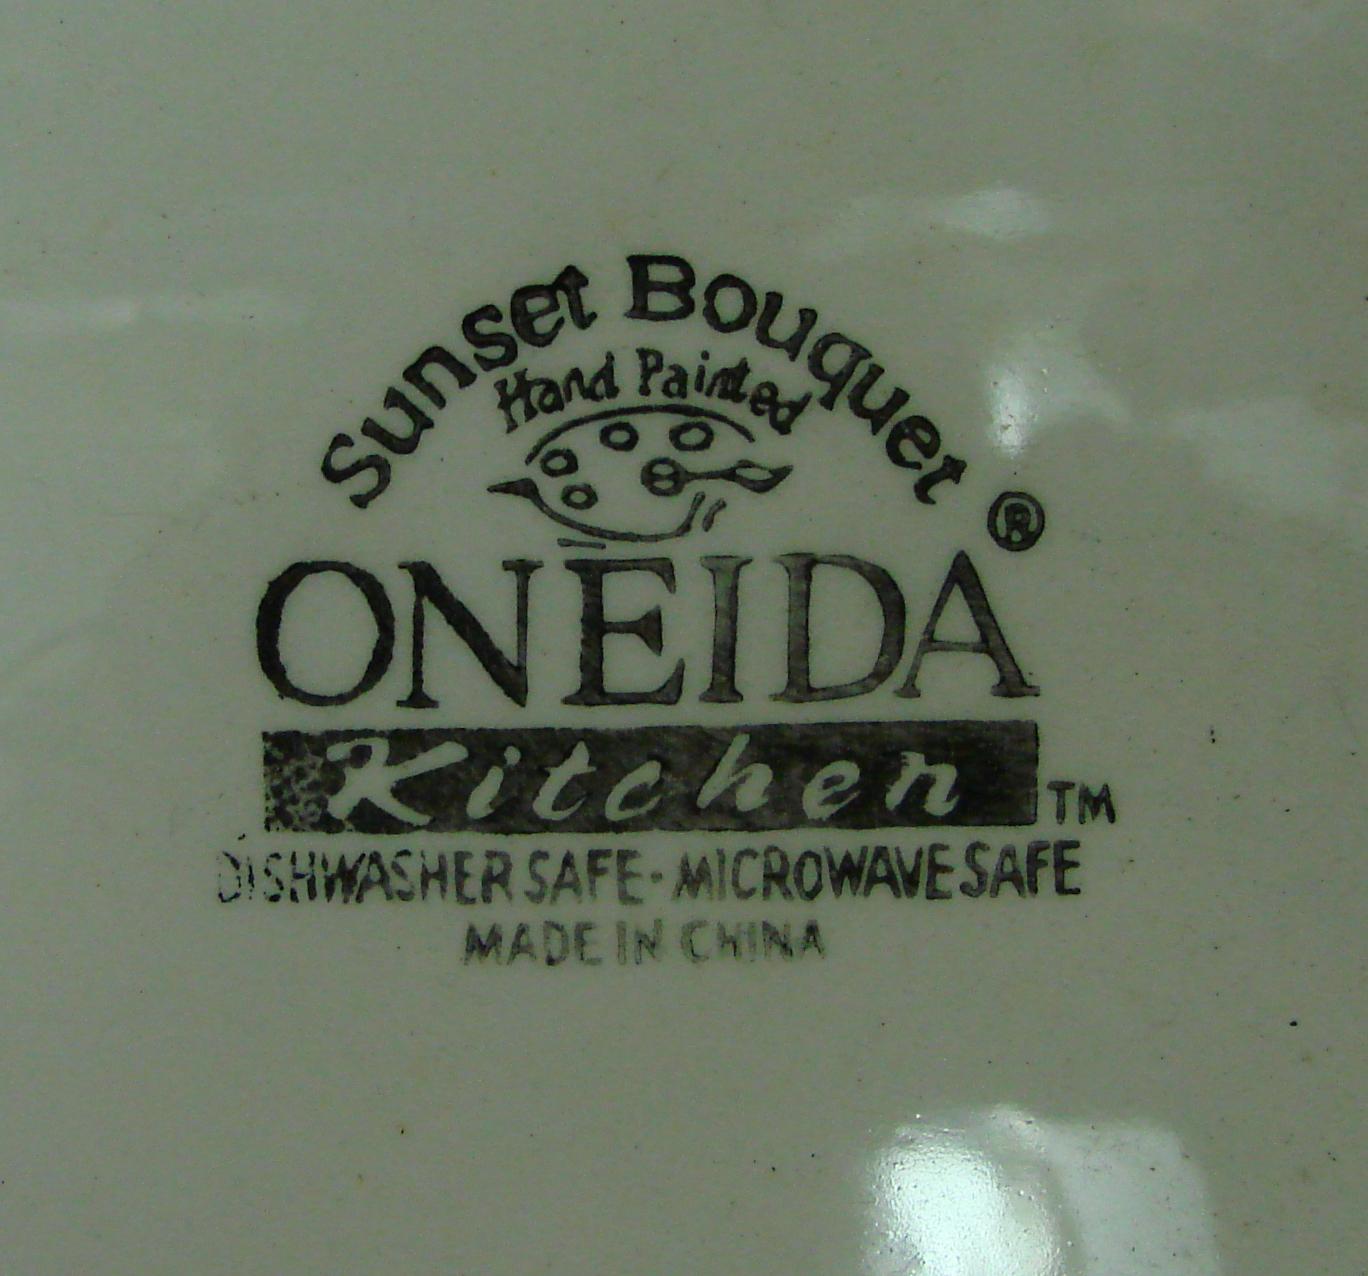 Sunset Bouquet
Hand Painted
ONEIDA®
Kitchen™
DISHWASHER SAFE-MICROWAVE SAFE
MADE IN CHINA